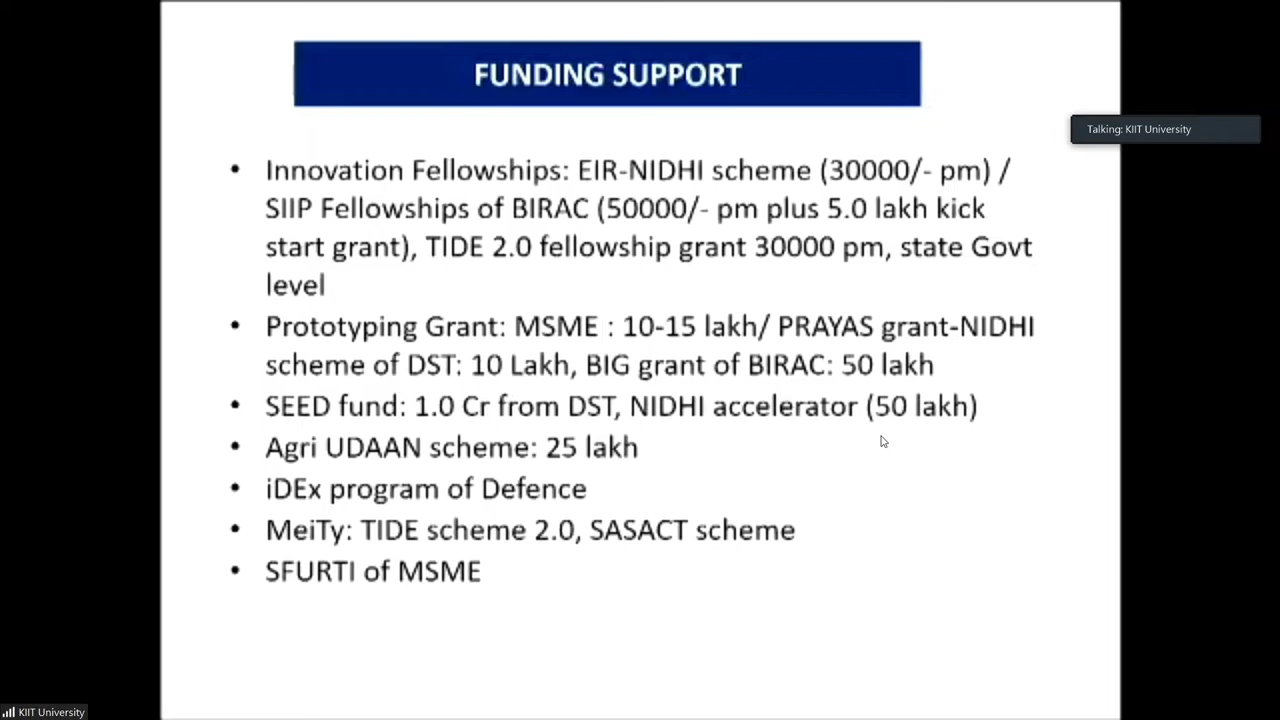 FUNDING SUPPORT
Talking: KIIT University
• Innovation Fellowships: EIR-NIDHI scheme (30000/- pm) /
SIIP Fellowships of BIRAC (50000/- pm plus 5.0 lakh kick
start grant), TIDE 2.0 fellowship grant 30000 pm, state Govt
level
• Prototyping Grant: MSME : 10-15 lakh/ PRAYAS grant-NIDHI
scheme of DST: 10 Lakh, BIG grant of BIRAC: 50 lakh
• SEED fund: 1.0 Cr from DST, NIDHI accelerator (50 lakh)
• Agri UDAAN scheme: 25 lakh
• iDEx program of Defence
• MeiTy: TIDE scheme 2.0, SASACT scheme
• SFURTI of MSME
KIIT University